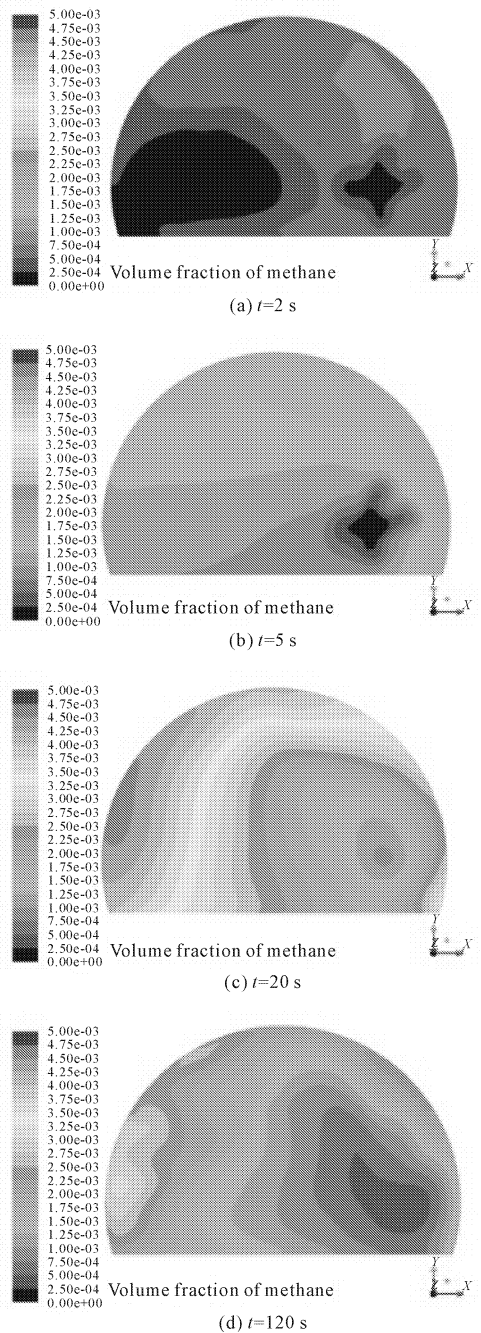 5.00e-03
4.75e-03
4.50e-03
4.25e-03
4.00e-03
3.75e-03
3.50e-03
3.25e-03
3.00e-03
2.75e-03
2.50e-03
2.25e-03
2.00e-03
1.75e-03
1.50e-03
1.25e-03
1.00e-03
7.50e-04
5.00e-04
2.50e-04
0.00e+00
Volume fraction of methane
Y
Z X
(a) t=2 s
5.00e-03
4.75e-03
4.50e-03
4.25e-03
4.00e-03
3.75e-03
3.50e-03
3.25e-03
3.00e-03
2.75e-03
2.50e-03
2.25e-03
2.00e-03
1.75e-03
1.50e-03
1.25e-03
1.00e-03
7.50e-04
5.00e-04
2.50e-04
0.00e+00
Volume fraction of methane
Y
Z X
(b) t=5 s
5.00e-03
4.75e-03
4.50e-03
4.25e-03
4.00e-03
3.75e-03
3.50e-03
3.25e-03
3.00e-03
2.75e-03
2.50e-03
2.25e-03
2.00e-03
1.75e-03
1.50e-03
1.25e-03
1.00e-03
7.50e-04
5.00e-04
2.50e-04
0.00e+00
Volume fraction of methane
Y
Z X
(c) t=20 s
5.00e-03
4.75e-03
4.50e-03
4.25e-03
4.00e-03
3.75e-03
3.50e-03
3.25e-03
3.00e-03
2.75e-03
2.50e-03
2.25e-03
2.00e-03
1.75e-03
1.50e-03
1.25e-03
1.00e-03
7.50e-04
5.00e-04
2.50e-04
0.00e+00
Volume fraction of methane
Y
Z X
(d) t=120 s